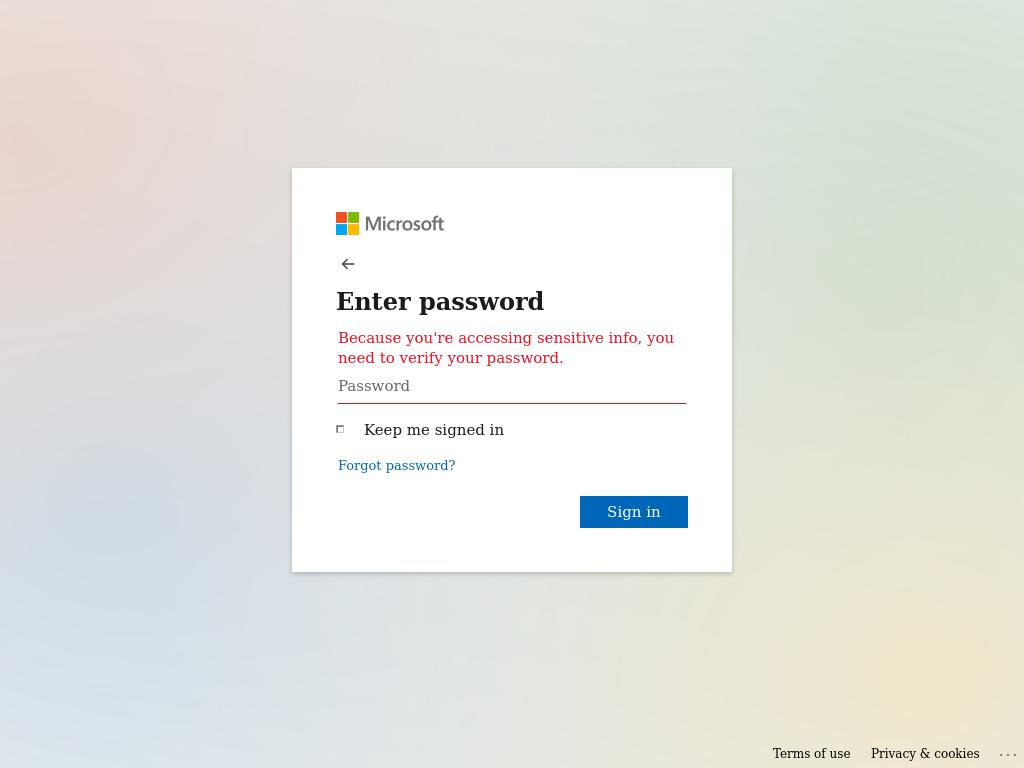 Microsoft
Enter password
Because you're accessing sensitive info, you
need to verify your password.
Password
Keep me signed in
Forgot password?
Sign in
Terms of use
Privacy & cookies
...